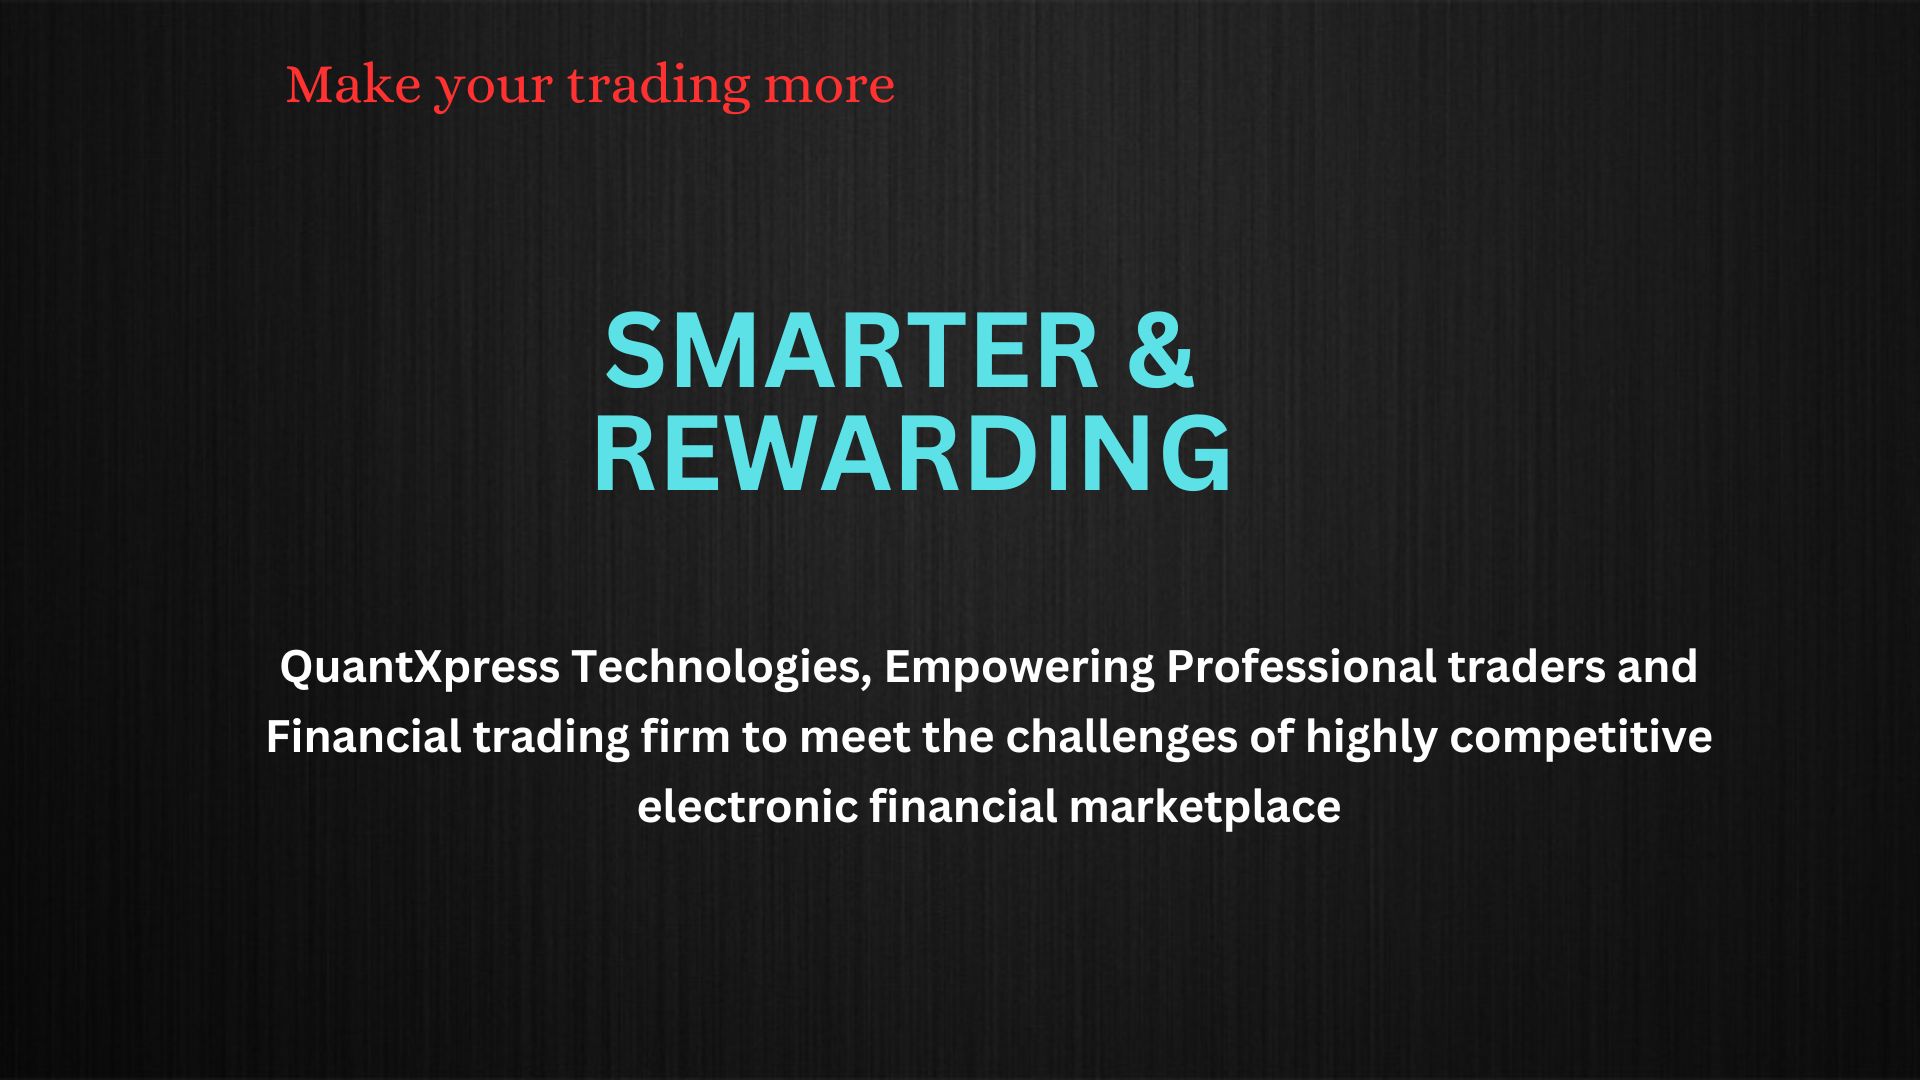 Make your trading more
SMARTER &
REWARDING
QuantXpress Technologies, Empowering Professional traders and
Financial trading firm to meet the challenges of highly competitive
electronic financial marketplace